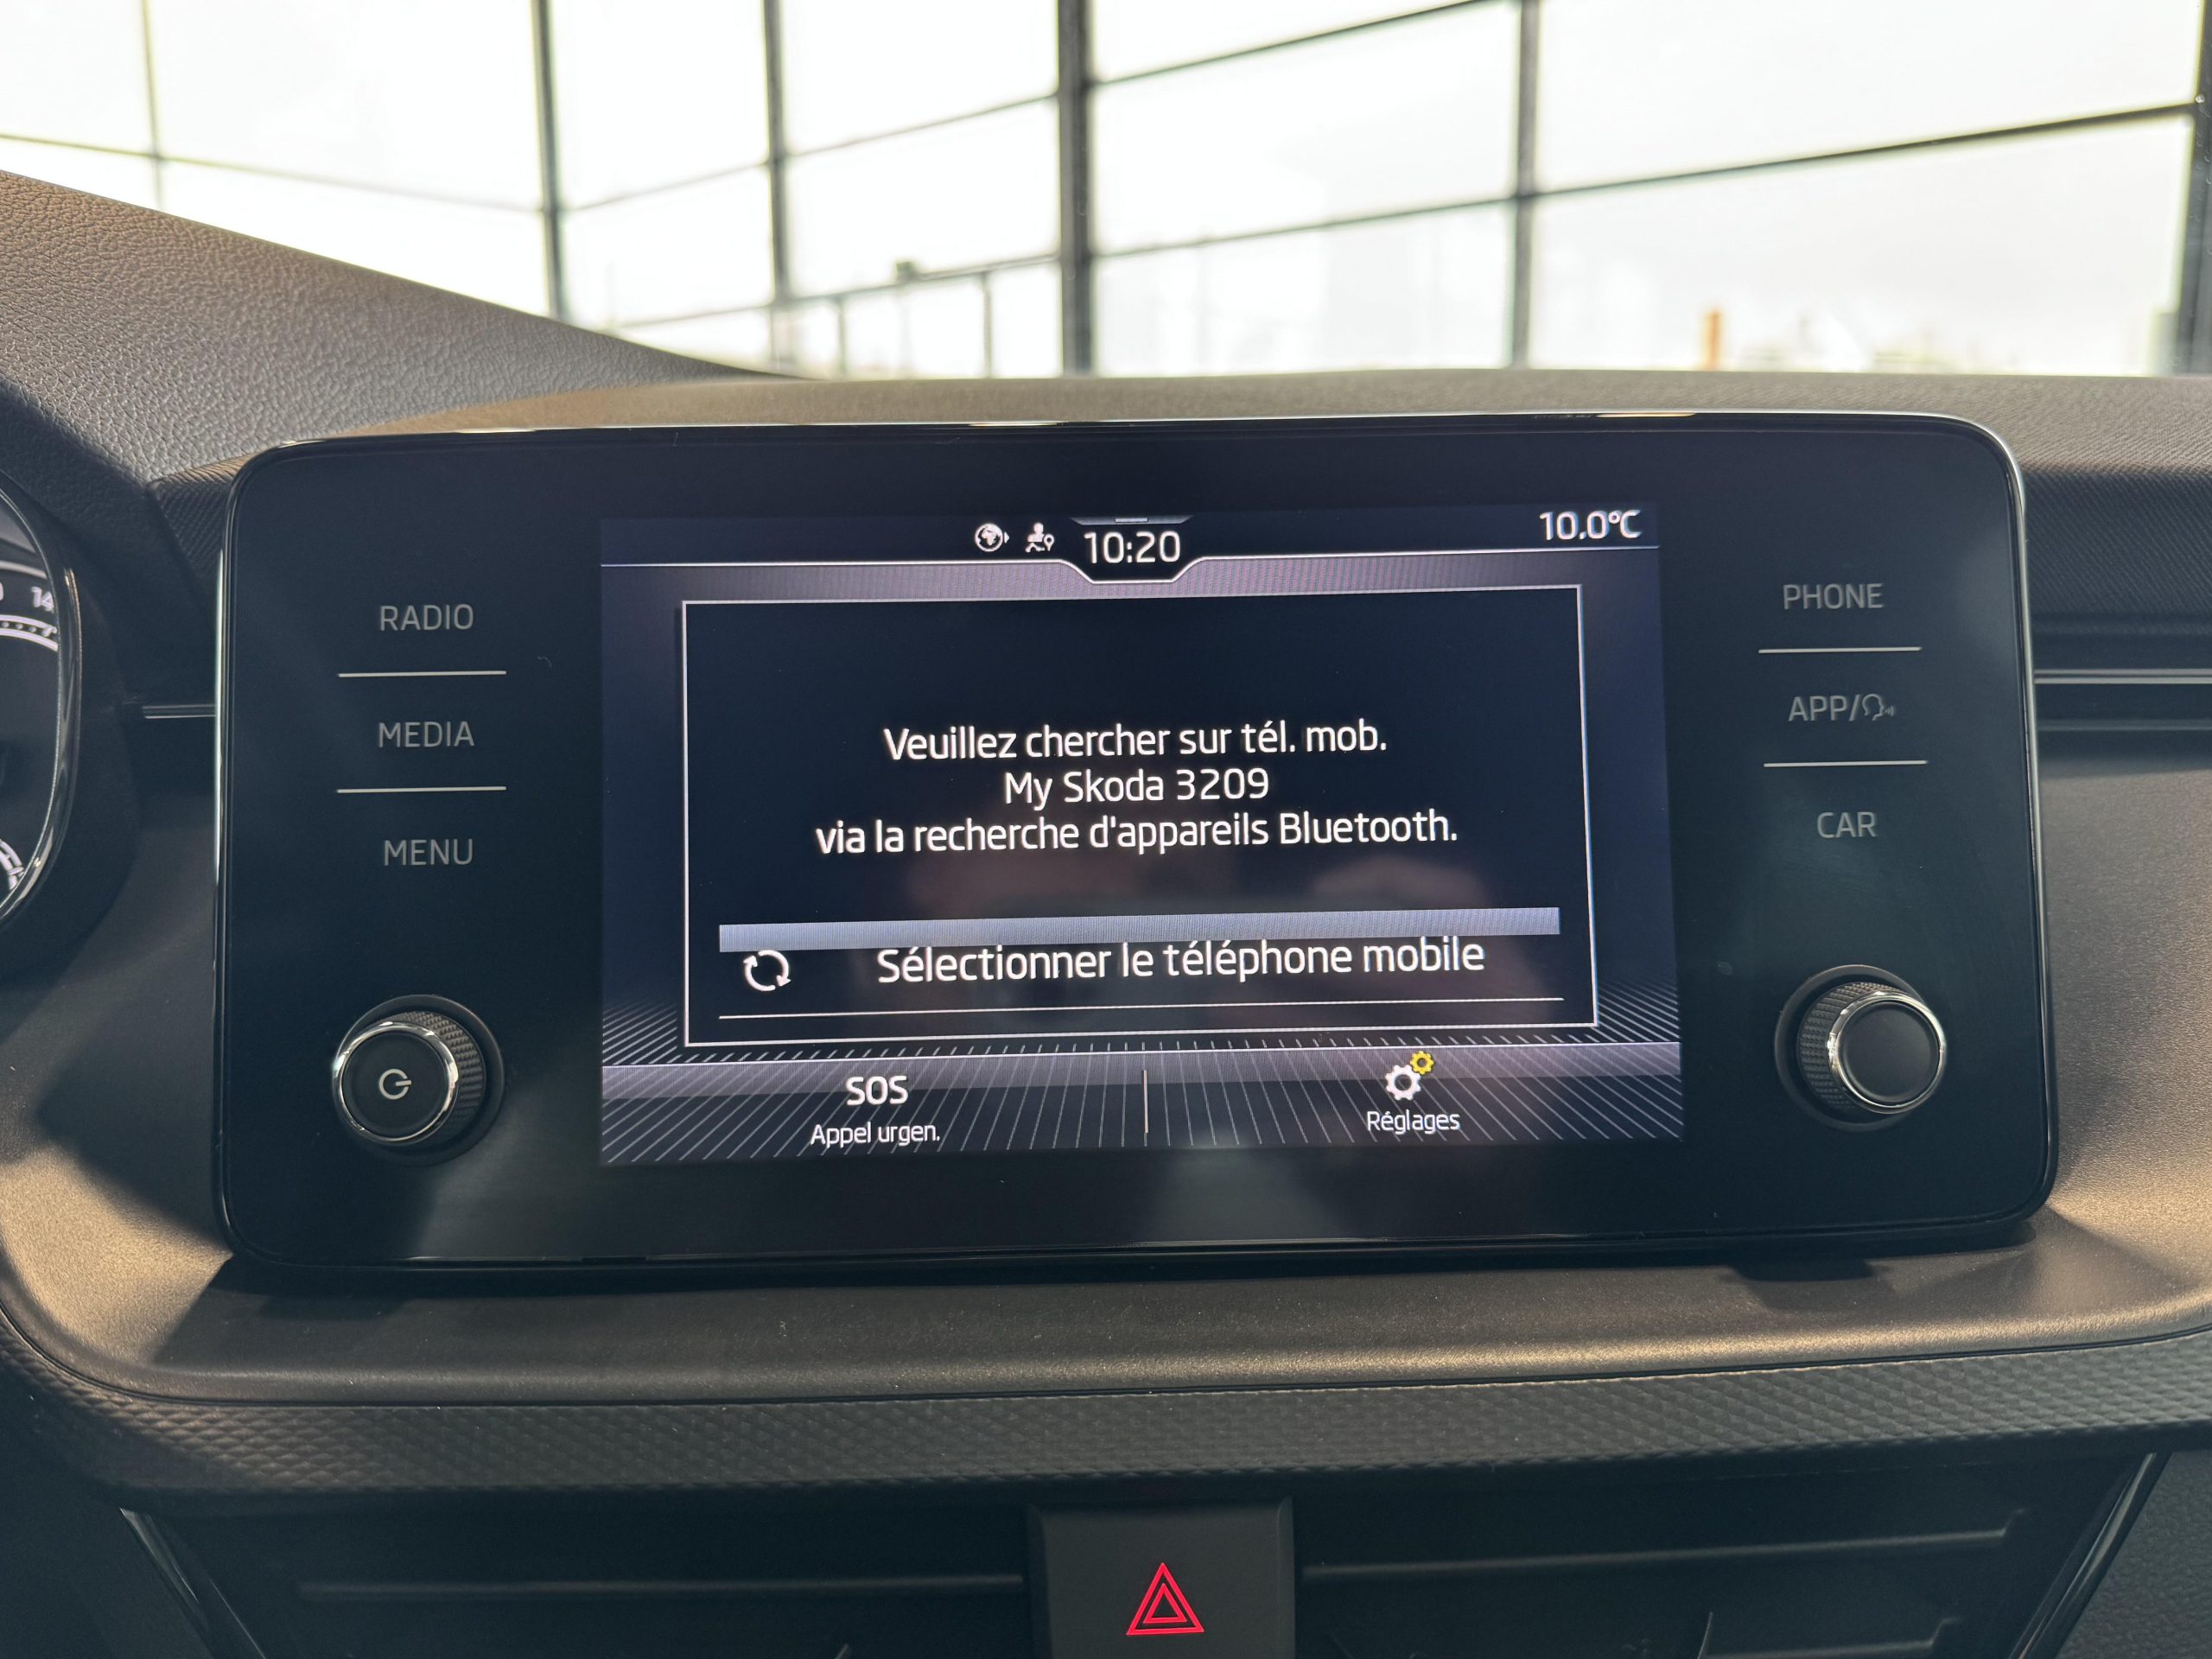 10:20
10.0°C
RADIO
MEDIA
MENU
Veuillez chercher sur tél. mob.
My Skoda 3209
via la recherche d'appareils Bluetooth.
Sélectionner le téléphone mobile
SOS
Appel urgen.
Réglages
PHONE
APP/
CAR
14